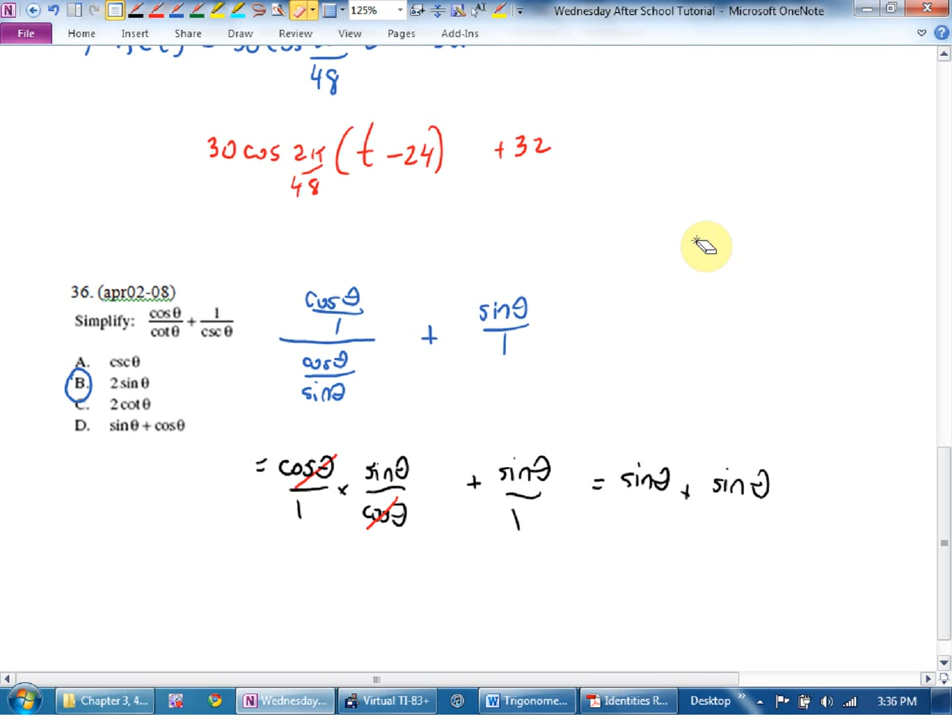 Wednesday After School Tutorial - Microsoft OneNote
125%
File Home Insert Share Draw Review View Pages Add-Ins
48
30 cos 2π/48 (t - 24) + 32
36. (apr02-08)
Simplify: cosθ/cotθ + 1/cscθ
A. cscθ
B. 2 sinθ
C. 2 cotθ
D. sinθ + cosθ
cosθ/1 / cosθ/sinθ + sinθ/1
= cosθ/1 × sinθ/cosθ + sinθ/1 = sinθ + sinθ
Chapter 3, 4 Wednesday... Virtual TI-83+ Trigonome... Identities R... Desktop 3:36 PM